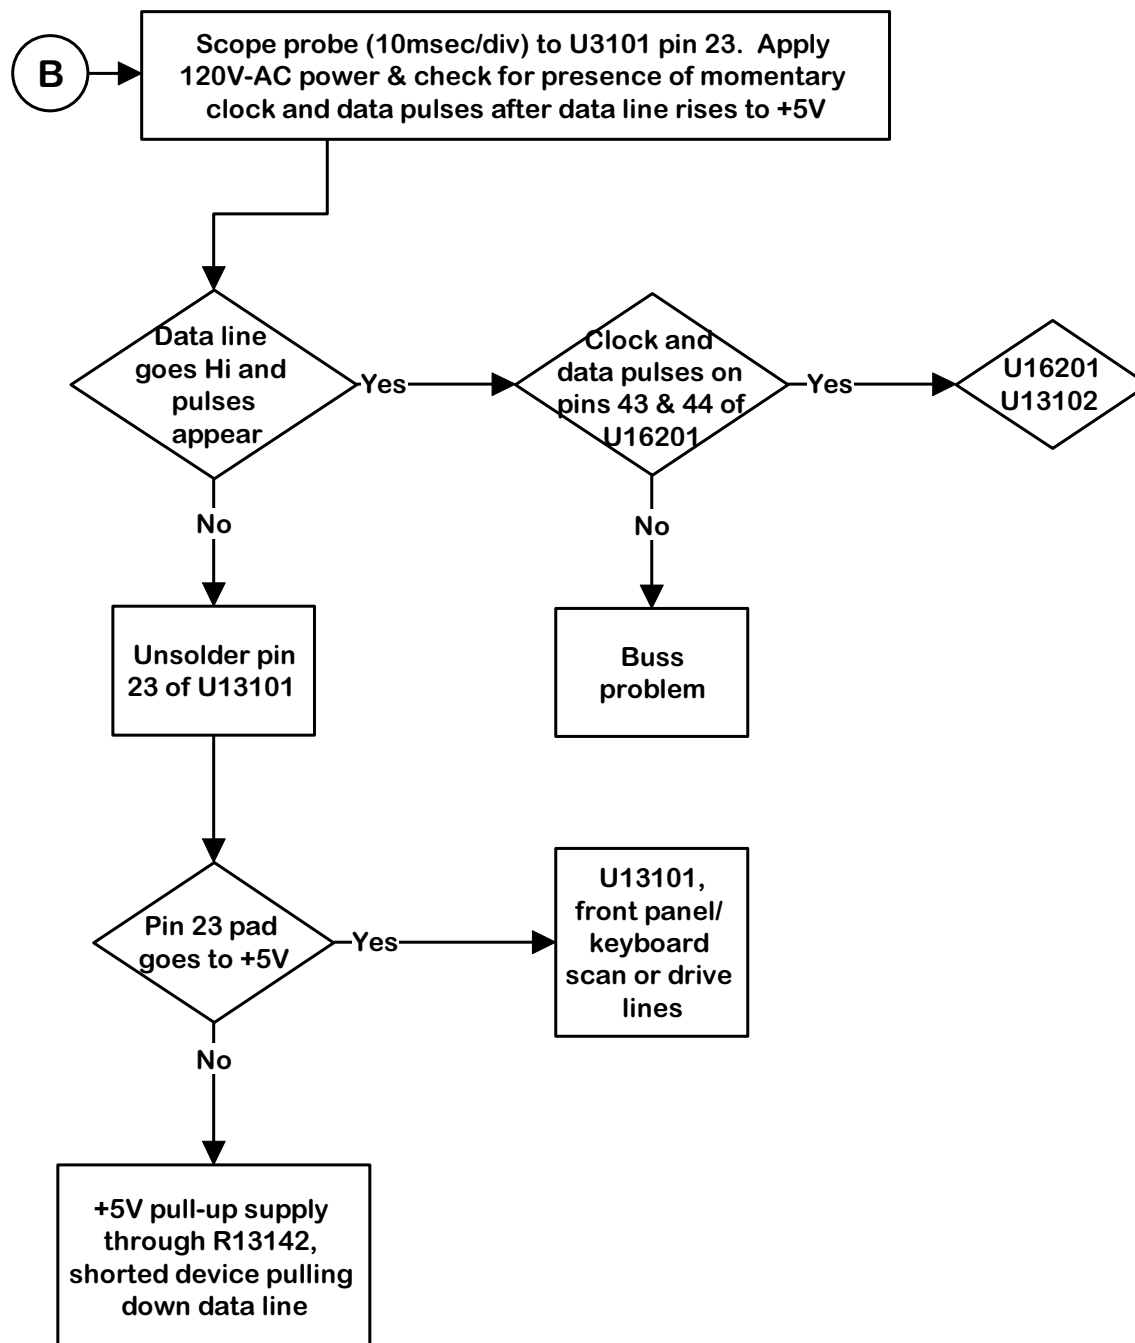 B
Scope probe (10msec/div) to U3101 pin 23. Apply
120V-AC power & check for presence of momentary
clock and data pulses after data line rises to +5V
Data line
goes Hi and
pulses
appear
Yes
Clock and
data pulses on
pins 43 & 44 of
U16201
Yes
U16201
U13102
No
No
Unsolder pin
23 of U13101
Buss
problem
Pin 23 pad
goes to +5V
Yes
U13101,
front panel/
keyboard
scan or drive
lines
No
+5V pull-up supply
through R13142,
shorted device pulling
down data line